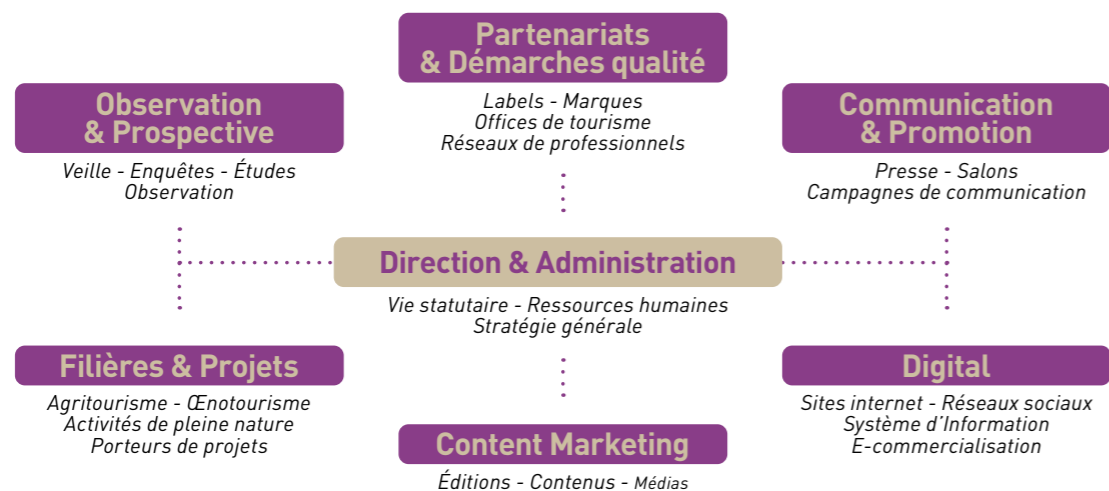 Partenariats
& Démarches qualité
Labels - Marques
Offices de tourisme
Réseaux de professionnels
Observation
& Prospective
Veille - Enquêtes - Études
Observation
Communication
& Promotion
Presse - Salons
Campagnes de communication
Direction & Administration
Vie statutaire - Ressources humaines
Stratégie générale
Filières & Projets
Agritourisme - Œnotourisme
Activités de pleine nature
Porteurs de projets
Content Marketing
Éditions - Contenus - Médias
Digital
Sites internet - Réseaux sociaux
Système d'Information
E-commercialisation